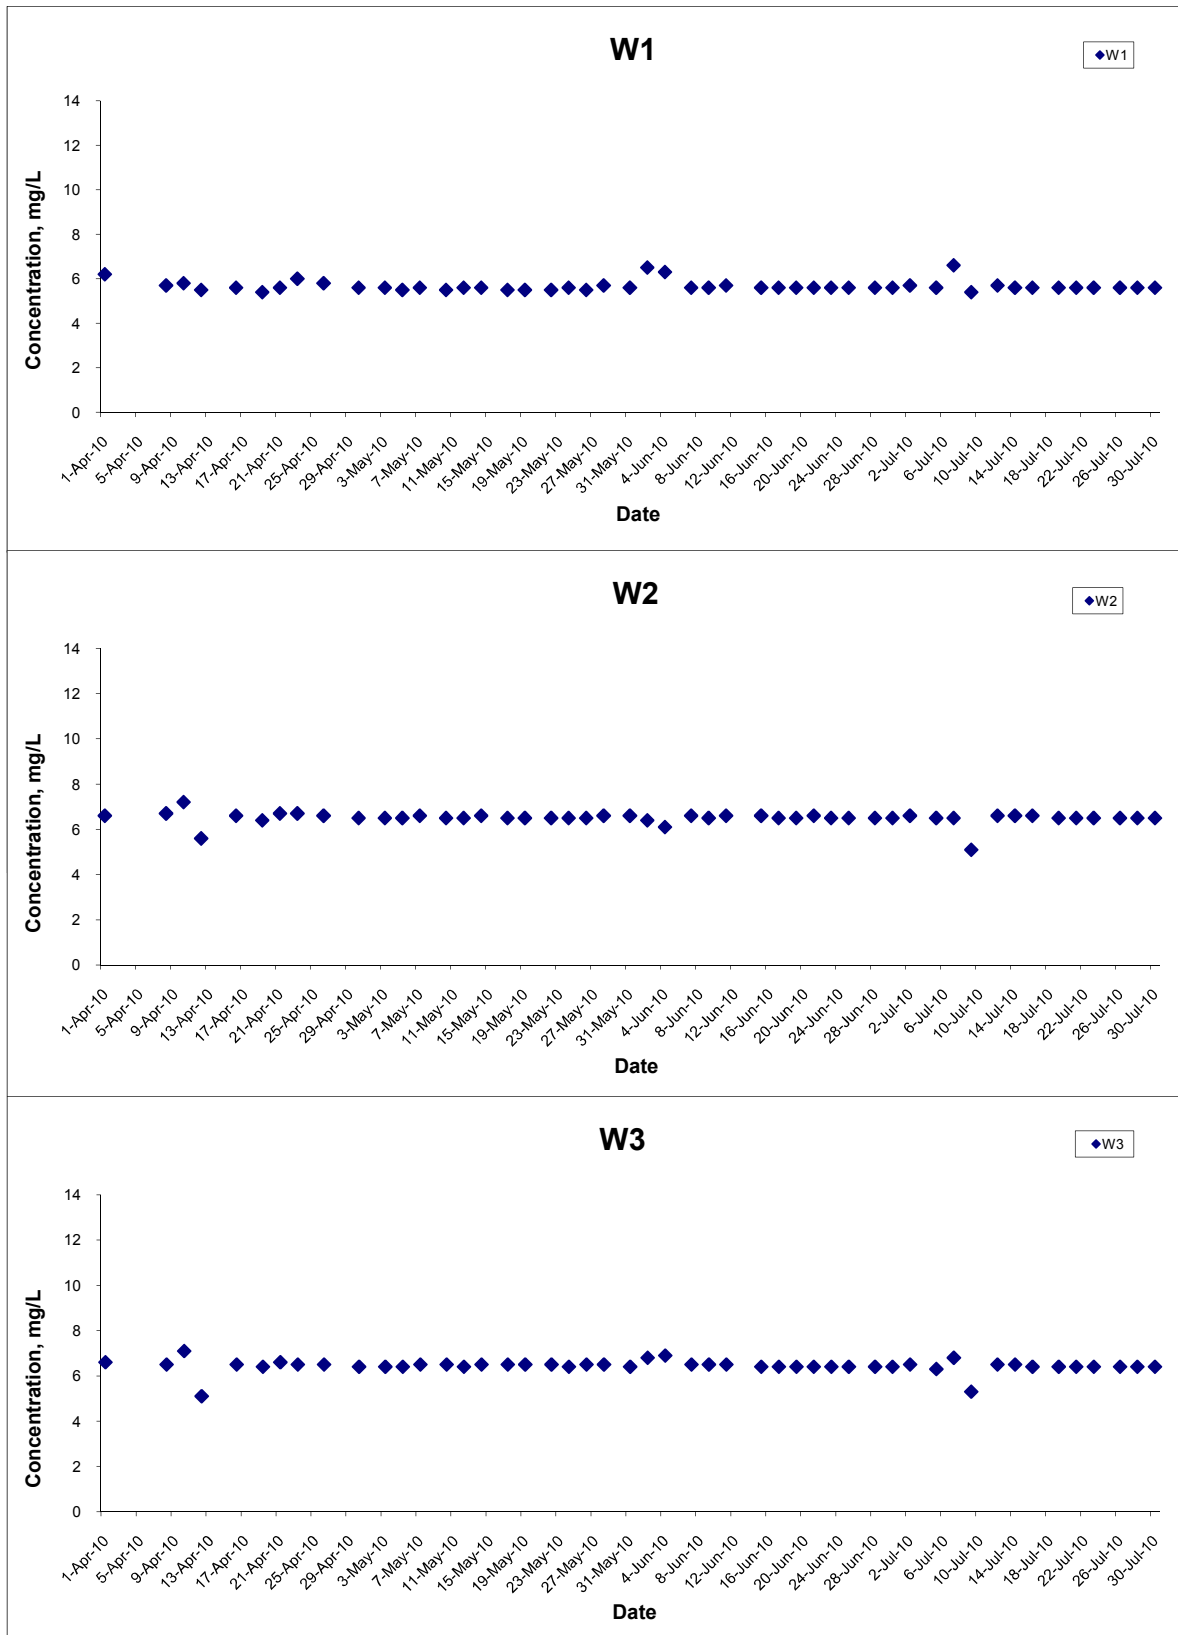 W1
W1
14
12
10
8
6
4
2
0
Concentration, mg/L
1-Apr-10
5-Apr-10
9-Apr-10
13-Apr-10
17-Apr-10
21-Apr-10
25-Apr-10
29-Apr-10
3-May-10
7-May-10
11-May-10
15-May-10
19-May-10
23-May-10
27-May-10
31-May-10
4-Jun-10
8-Jun-10
12-Jun-10
16-Jun-10
20-Jun-10
24-Jun-10
28-Jun-10
2-Jul-10
6-Jul-10
10-Jul-10
14-Jul-10
18-Jul-10
22-Jul-10
26-Jul-10
30-Jul-10
Date
W2
W2
14
12
10
8
6
4
2
0
Concentration, mg/L
1-Apr-10
5-Apr-10
9-Apr-10
13-Apr-10
17-Apr-10
21-Apr-10
25-Apr-10
29-Apr-10
3-May-10
7-May-10
11-May-10
15-May-10
19-May-10
23-May-10
27-May-10
31-May-10
4-Jun-10
8-Jun-10
12-Jun-10
16-Jun-10
20-Jun-10
24-Jun-10
28-Jun-10
2-Jul-10
6-Jul-10
10-Jul-10
14-Jul-10
18-Jul-10
22-Jul-10
26-Jul-10
30-Jul-10
Date
W3
W3
14
12
10
8
6
4
2
0
Concentration, mg/L
1-Apr-10
5-Apr-10
9-Apr-10
13-Apr-10
17-Apr-10
21-Apr-10
25-Apr-10
29-Apr-10
3-May-10
7-May-10
11-May-10
15-May-10
19-May-10
23-May-10
27-May-10
31-May-10
4-Jun-10
8-Jun-10
12-Jun-10
16-Jun-10
20-Jun-10
24-Jun-10
28-Jun-10
2-Jul-10
6-Jul-10
10-Jul-10
14-Jul-10
18-Jul-10
22-Jul-10
26-Jul-10
30-Jul-10
Date